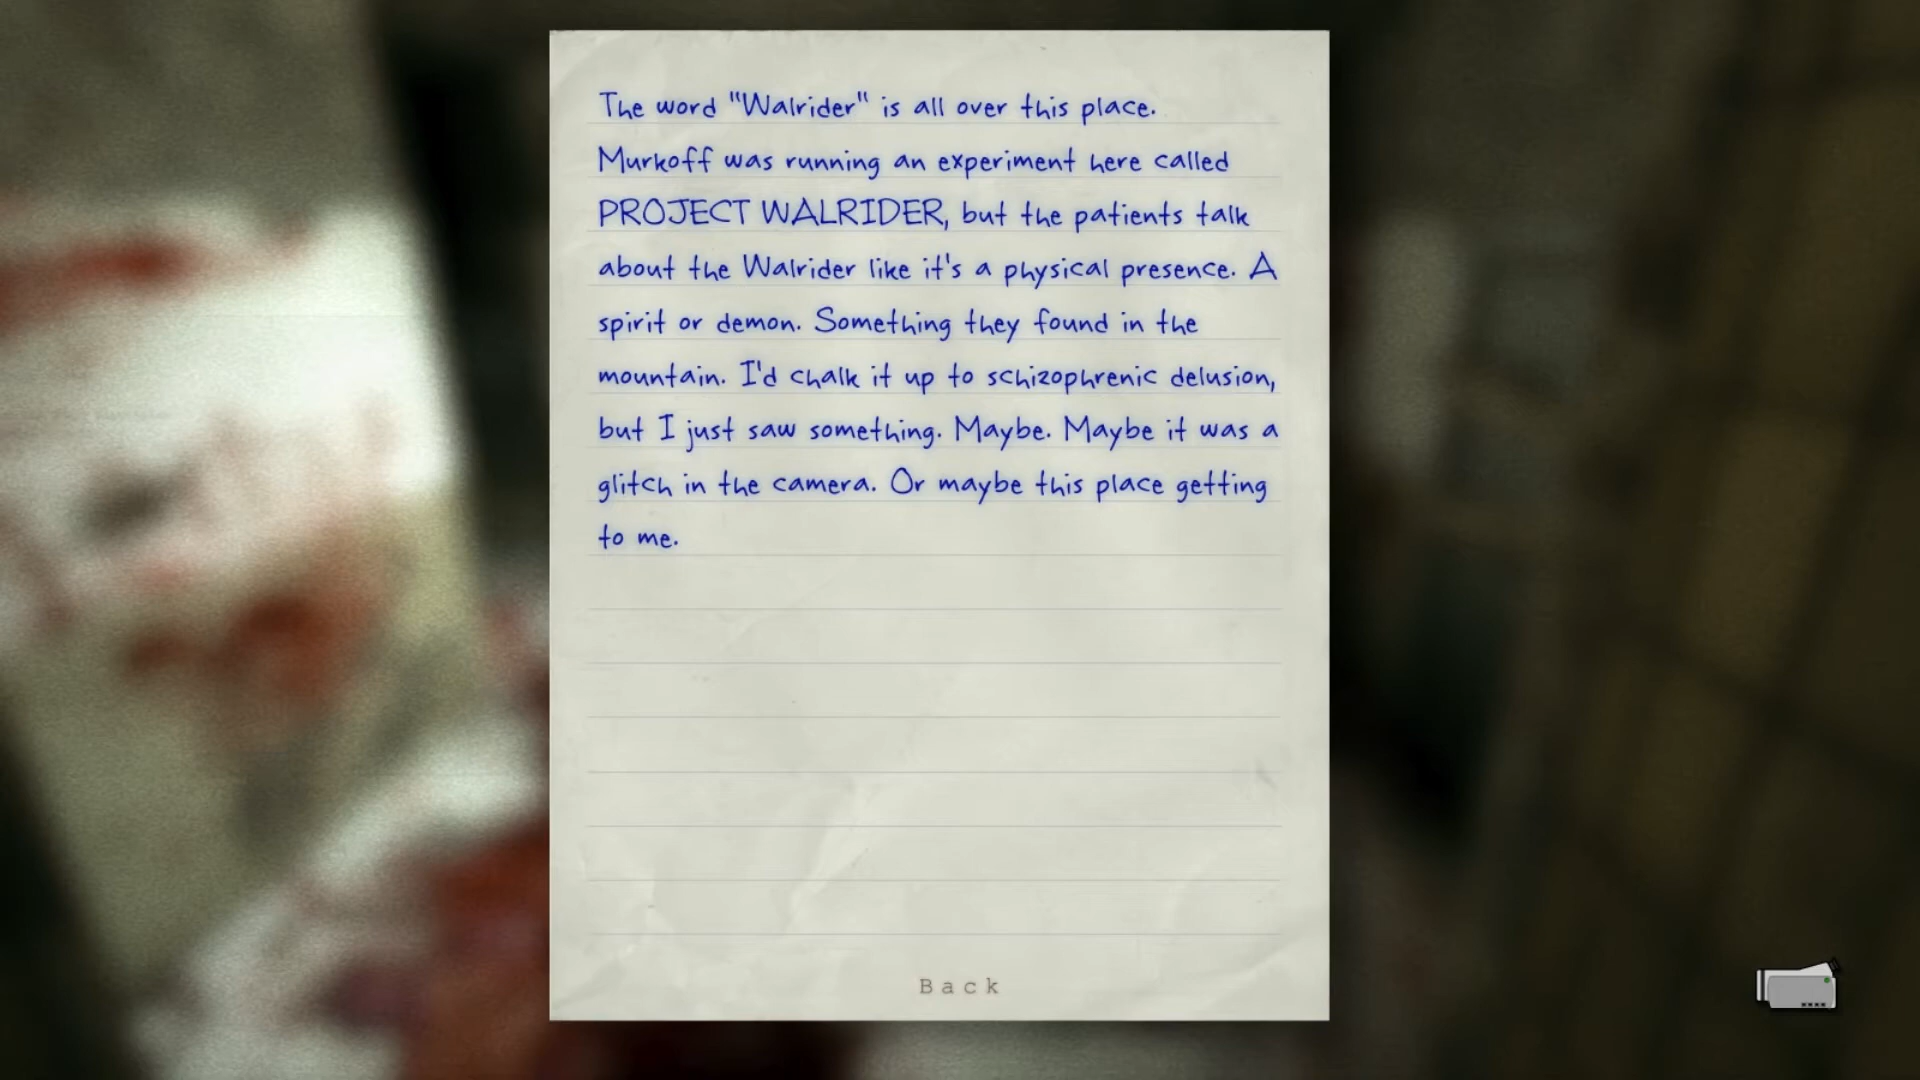 The word "Walrider" is all over this place.
Murkoff was running an experiment here called
PROJECT WALRIDER, but the patients talk
about the Walrider like it's a physical presence. A
spirit or demon. Something they found in the
mountain. I'd chalk it up to schizophrenic delusion,
but I just saw something. Maybe. Maybe it was a
glitch in the camera. Or maybe this place getting
to me.
Back